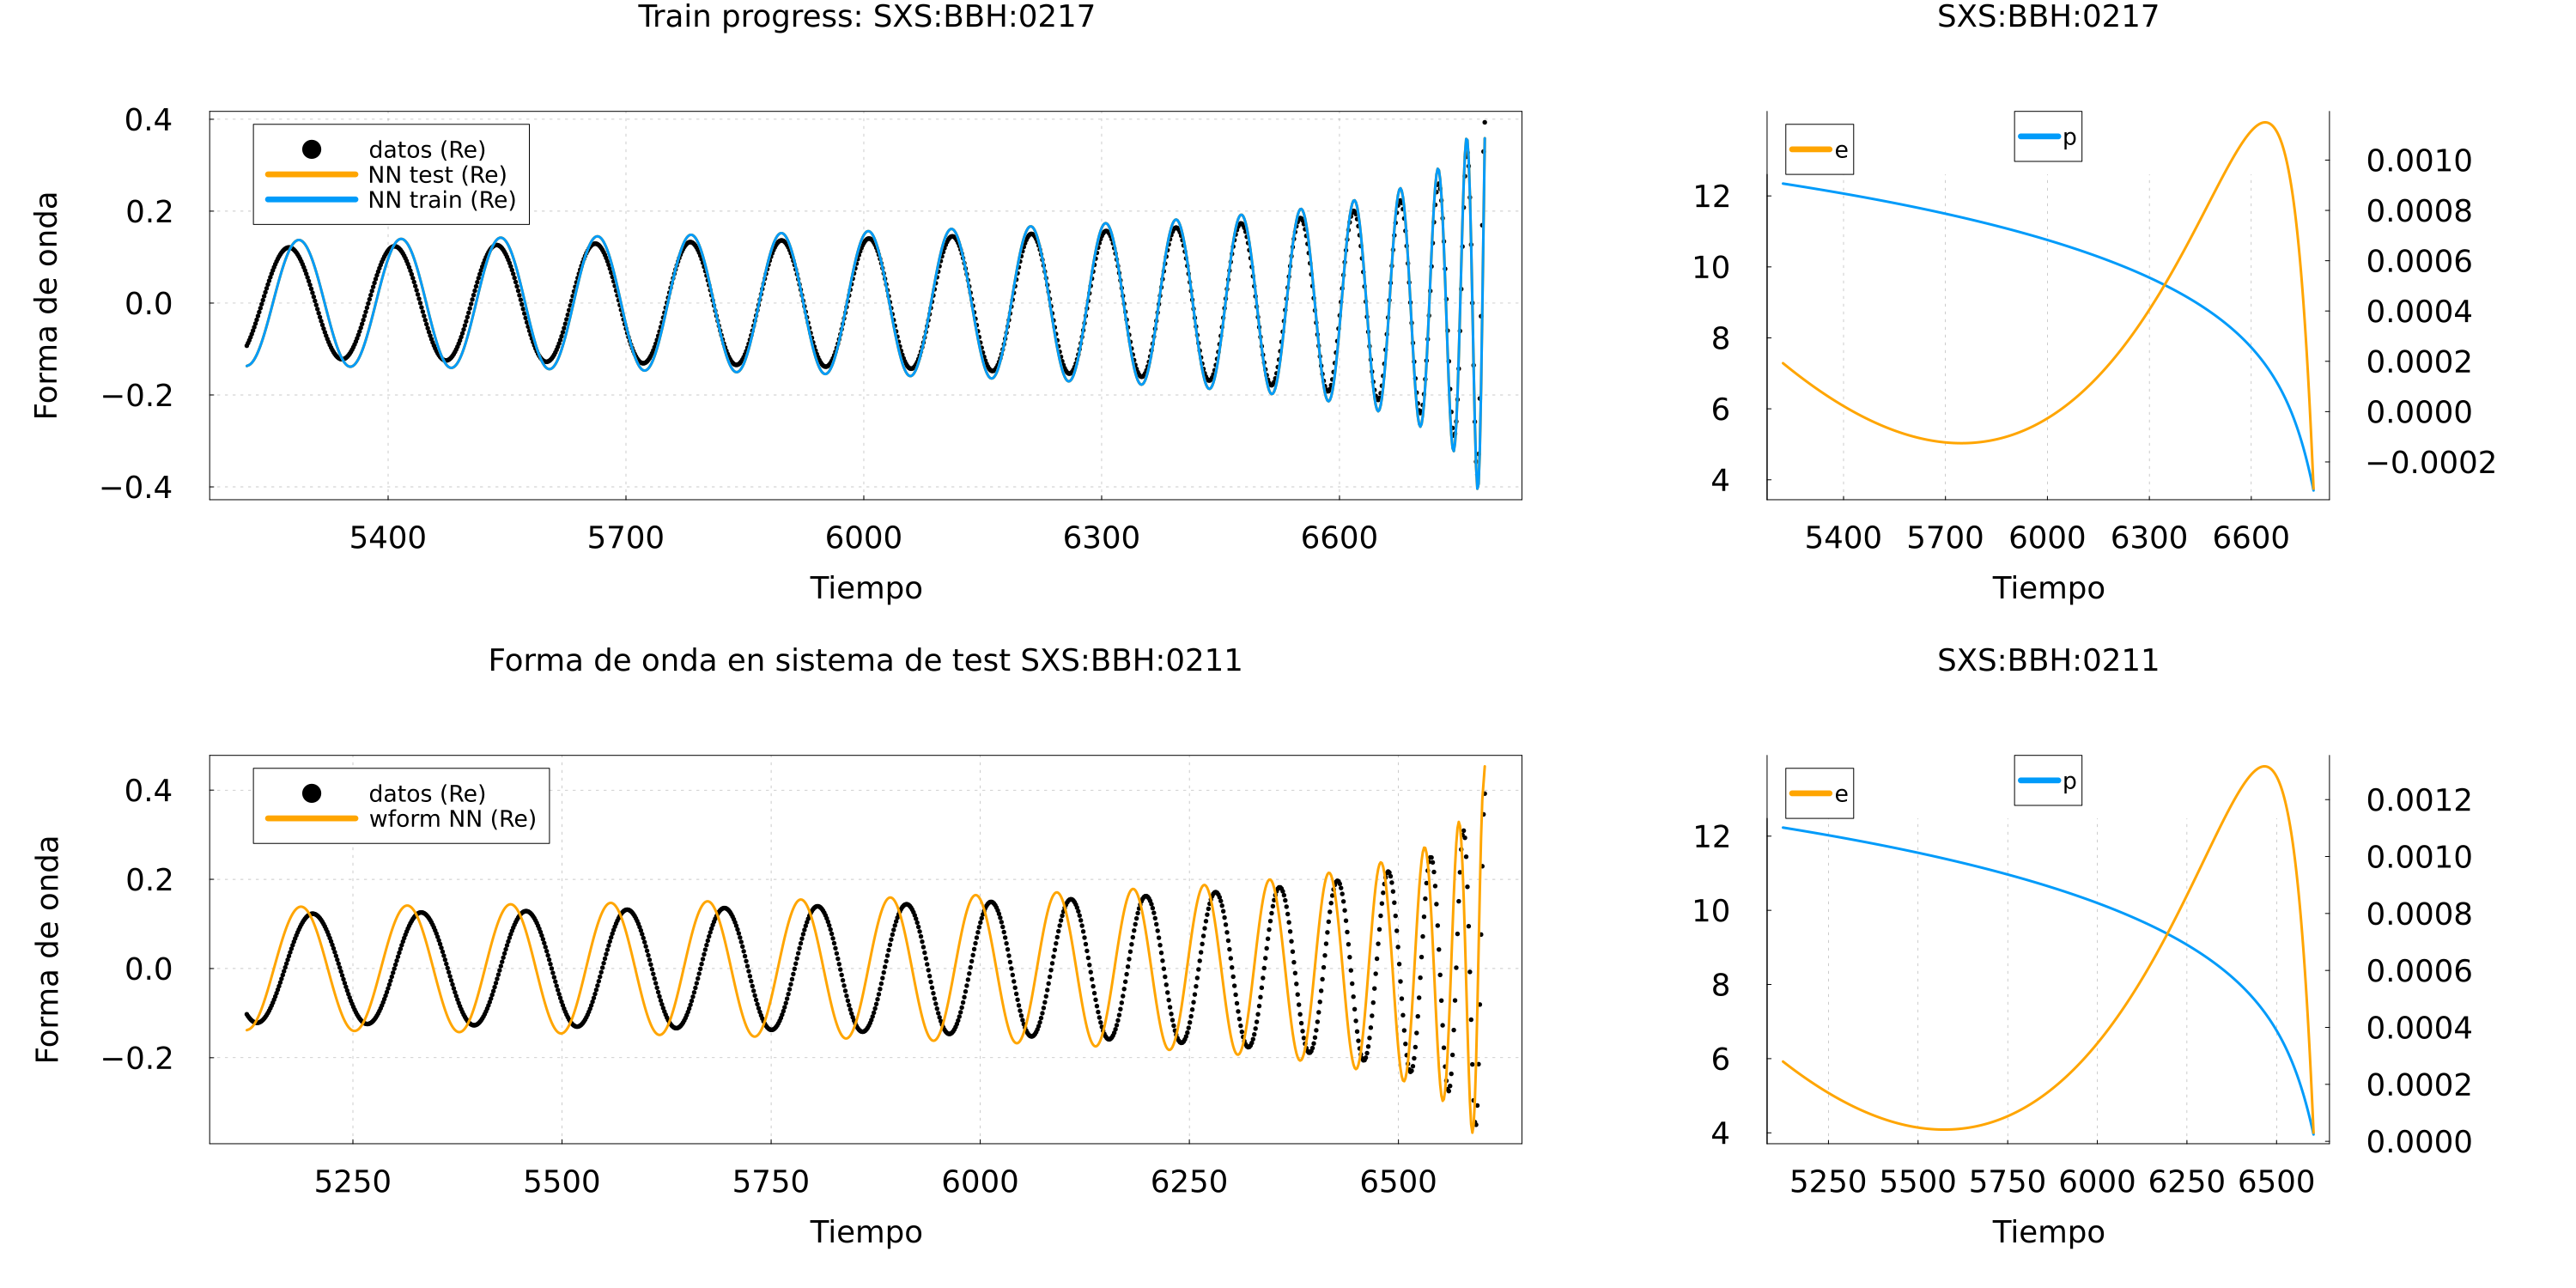 Train progress: SXS:BBH:0217
0.4
0.2
0.0
−0.2
−0.4
Forma de onda
datos (Re)
NN test (Re)
NN train (Re)
5400 5700 6000 6300 6600
Tiempo
SXS:BBH:0217
e
p
12
10
8
6
4
0.0010
0.0008
0.0006
0.0004
0.0002
0.0000
−0.0002
5400 5700 6000 6300 6600
Tiempo
Forma de onda en sistema de test SXS:BBH:0211
0.4
0.2
0.0
−0.2
Forma de onda
datos (Re)
wform NN (Re)
5250 5500 5750 6000 6250 6500
Tiempo
SXS:BBH:0211
e
p
12
10
8
6
4
0.0012
0.0010
0.0008
0.0006
0.0004
0.0002
0.0000
5250 5500 5750 6000 6250 6500
Tiempo